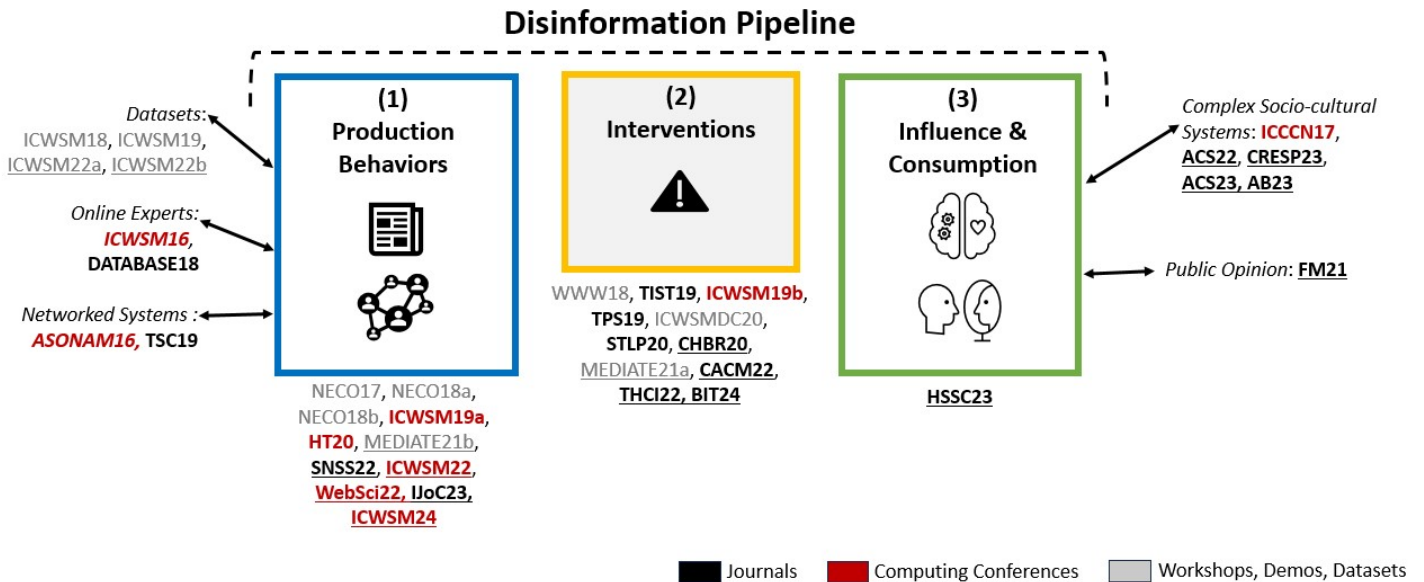 Disinformation Pipeline
Datasets:
ICWSM18, ICWSM19,
ICWSM22a, ICWSM22b
Online Experts:
ICWSM16,
DATABASE18
Networked Systems :
ASONAM16, TSC19
(1)
Production
Behaviors
NECO17, NECO18a,
NECO18b, ICWSM19a,
HT20, MEDIATE21b,
SNSS22, ICWSM22,
WebSci22, IJoC23,
ICWSM24
(2)
Interventions
WWW18, TIST19, ICWSM19b,
TPS19, ICWSMDC20,
STLP20, CHBR20,
MEDIATE21a, CACM22,
THCI22, BIT24
(3)
Influence &
Consumption
HSSC23
Complex Socio-cultural
Systems: ICCCN17,
ACS22, CRESP23,
ACS23, AB23
Public Opinion: FM21
Journals
Computing Conferences
Workshops, Demos, Datasets